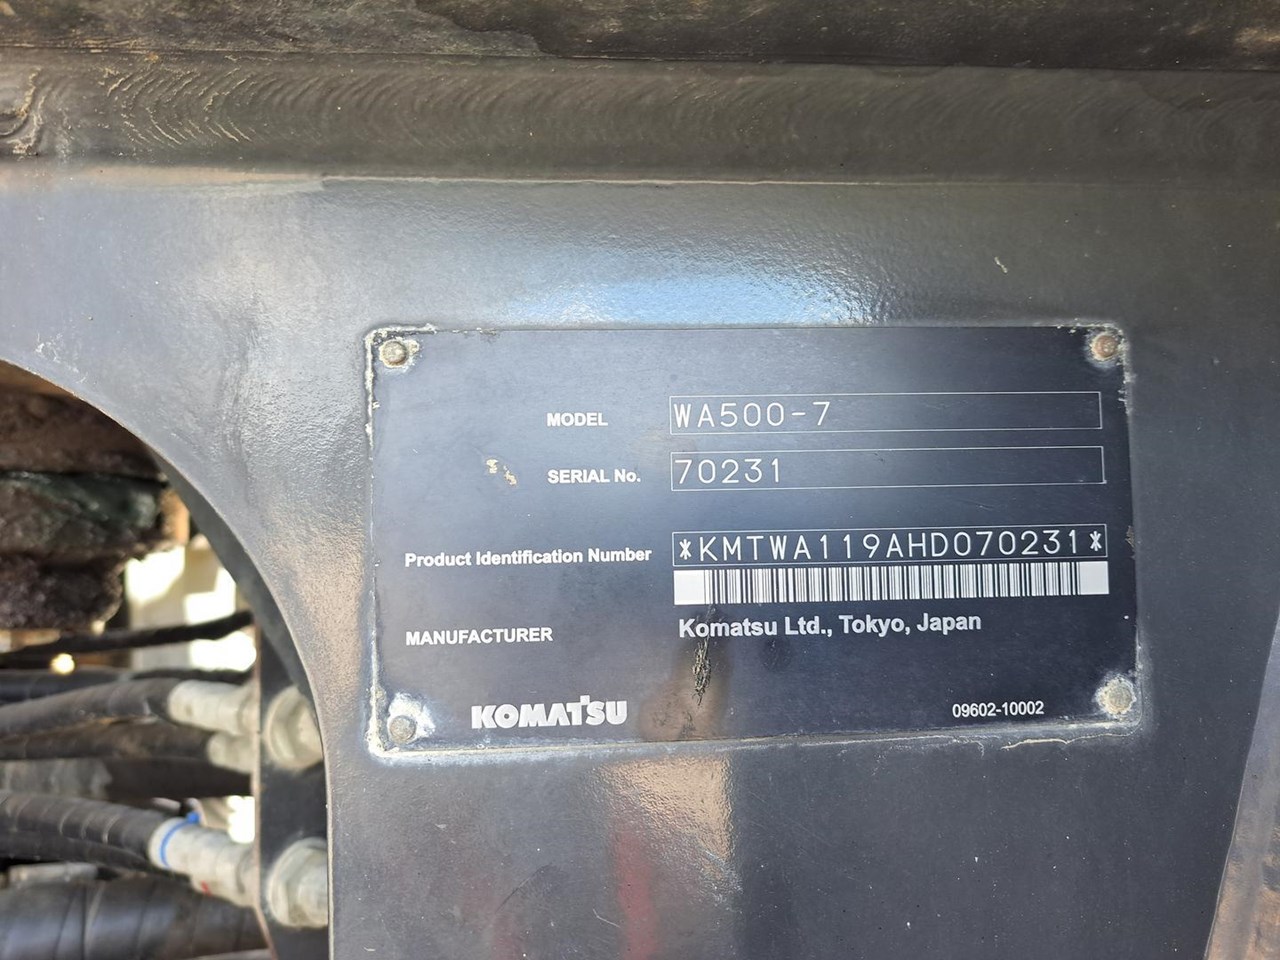 MODEL WA500-7
SERIAL No. 70231
Product Identification Number *KMTWA119AHD070231*
MANUFACTURER Komatsu Ltd., Tokyo, Japan
KOMATSU 09602-10002